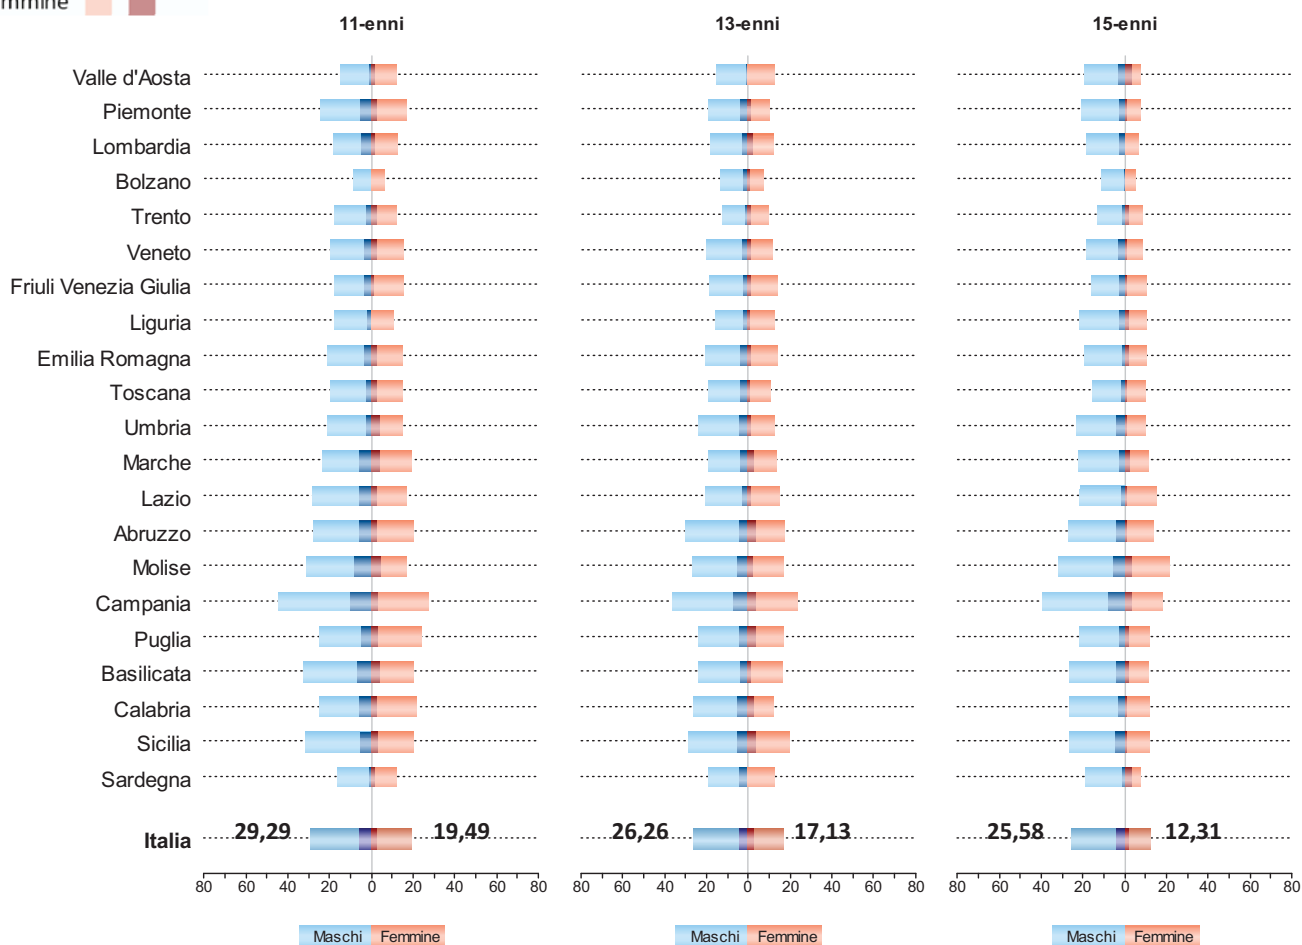 11-enni 13-enni 15-enni
Valle d'Aosta
Piemonte
Lombardia
Bolzano
Trento
Veneto
Friuli Venezia Giulia
Liguria
Emilia Romagna
Toscana
Umbria
Marche
Lazio
Abruzzo
Molise
Campania
Puglia
Basilicata
Calabria
Sicilia
Sardegna
Italia 29,29 19,49 26,26 17,13 25,58 12,31
80 60 40 20 0 20 40 60 80 80 60 40 20 0 20 40 60 80 80 60 40 20 0 20 40 60 80
Maschi Femmine Maschi Femmine Maschi Femmine